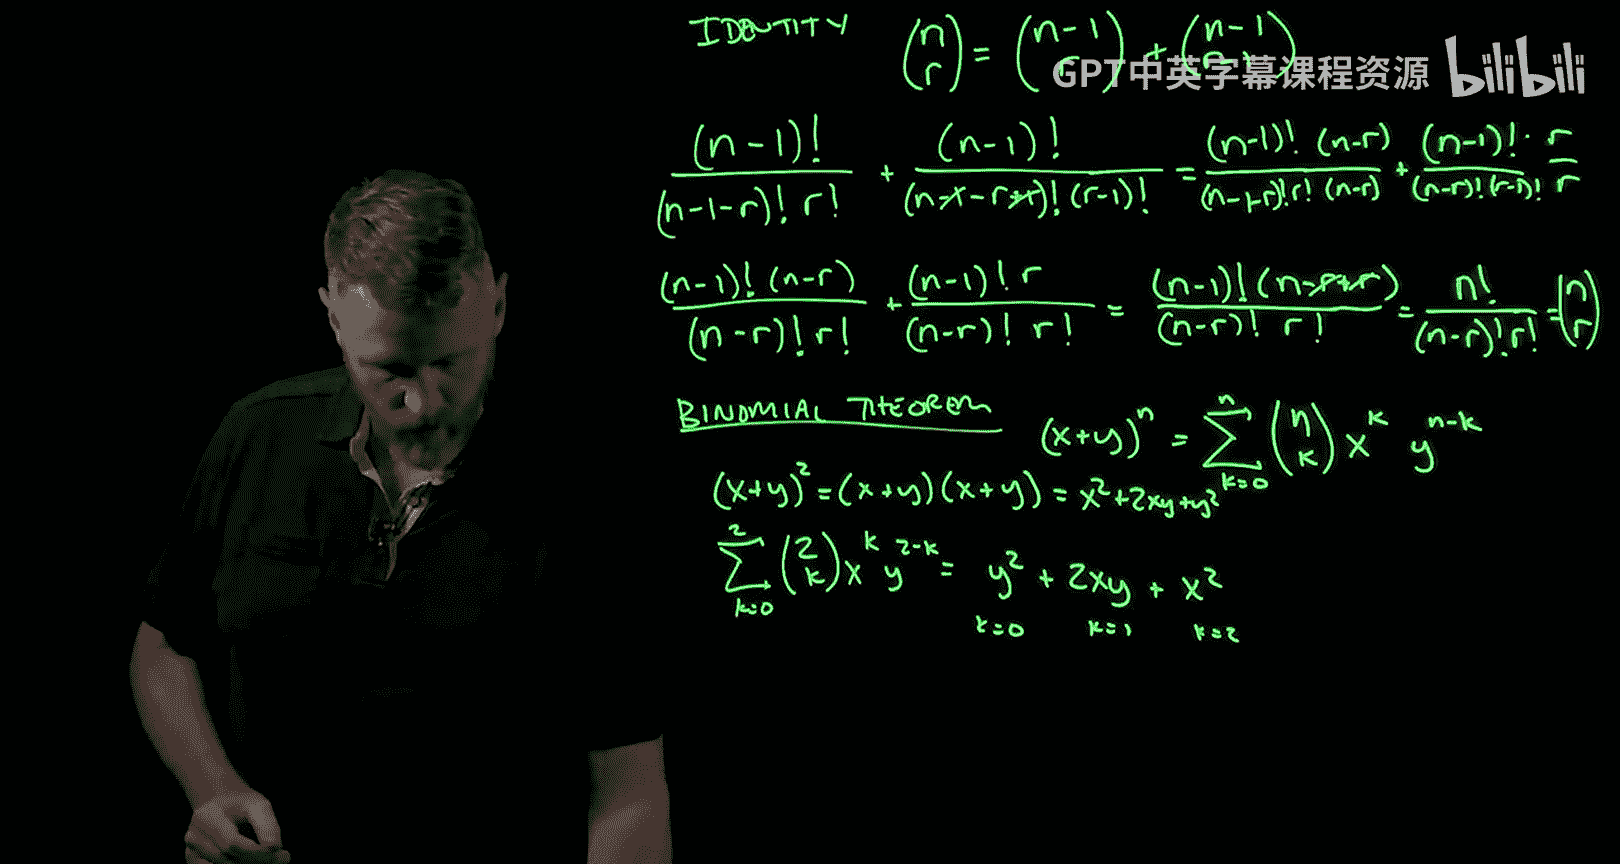 IDENTITY (n r) = (n-1 r) + (n-1 r-1)
GPT中英字幕课程资源 bilibili
(n-1)!/((n-1-r)! r!) + (n-1)!/((n-1-r+1)! (r-1)!) = (n-1)! (n-r)/((n-1-r)! r! (n-r)) + (n-1)!/((n-r)! (r-1)!) · r/r
(n-1)! (n-r)/((n-r)! r!) + (n-1)! r/((n-r)! r!) = (n-1)! (n-r+r)/((n-r)! r!) = n!/((n-r)! r!) = (n r)
BINOMIAL THEOREM (x+y)^n = ∑_{k=0}^{n} (n k) x^k y^{n-k}
(x+y)^2 = (x+y)(x+y) = x^2+2xy+y^2
∑_{k=0}^{2} (2 k) x^k y^{2-k} = y^2 + 2xy + x^2
k=0 k=1 k=2